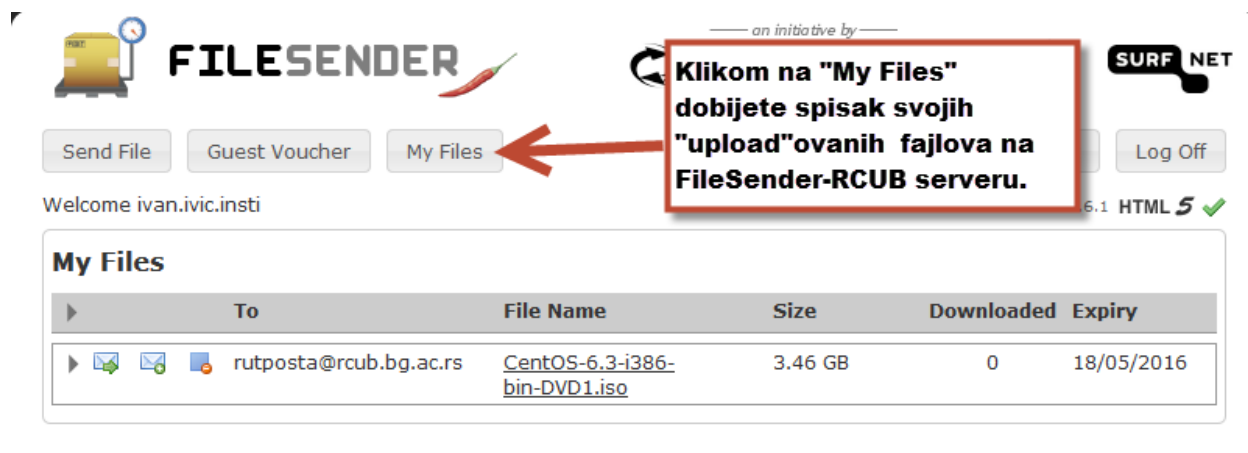 POST
FILESENDER
an initiative by
SURF NET
Klikom na "My Files"
dobijete spisak svojih
"upload"ovanih fajlova na
FileSender-RCUB serveru.
Send File
Guest Voucher
My Files
Log Off
Welcome ivan.ivic.insti
6.1 HTML 5
My Files
To File Name Size Downloaded Expiry
rutposta@rcub.bg.ac.rs CentOS-6.3-i386- 3.46 GB 0 18/05/2016
bin-DVD1.iso